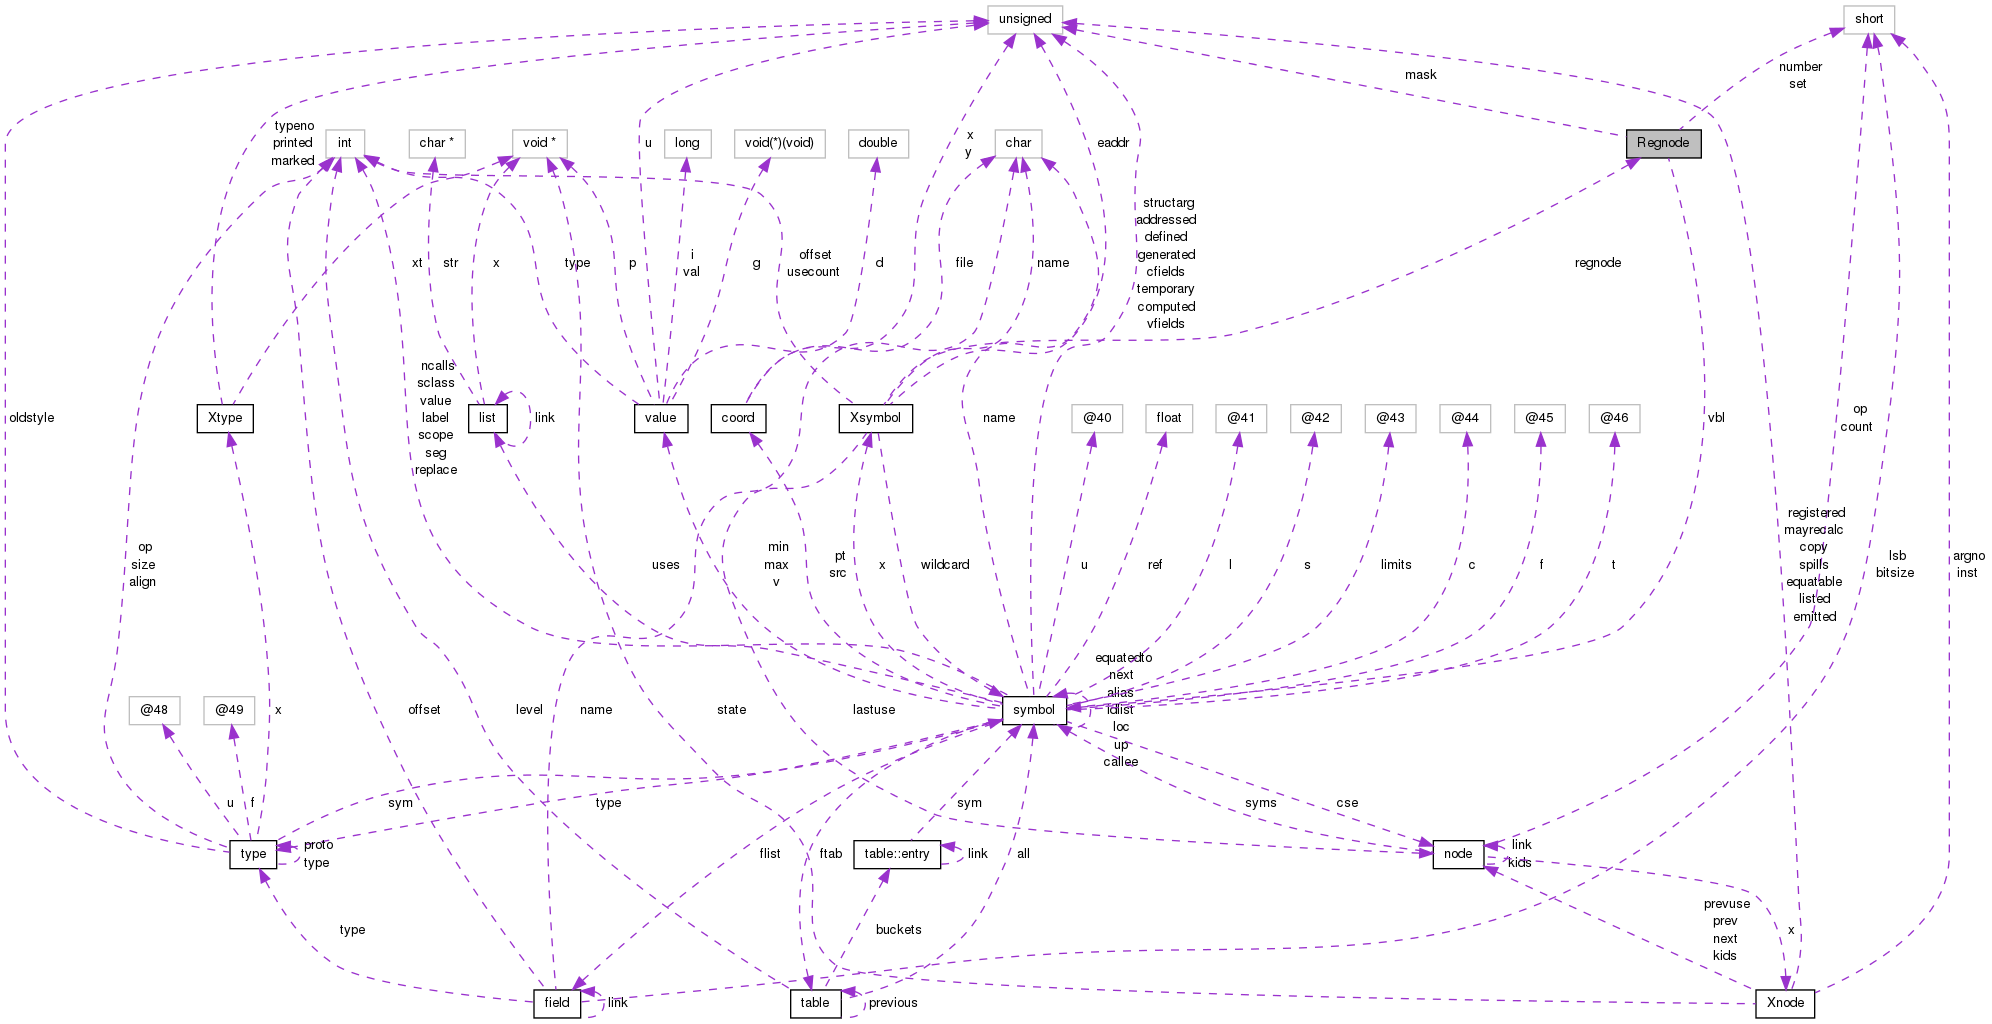 unsigned
short
mask
number
set
typeno
printed
marked
int
char *
void *
u
long
void(*)(void)
double
x
y
char
eaddr
Regnode
structarg
addressed
defined
generated
cfields
temporary
computed
vfields
xt
str
x
type
p
i
val
g
offset
usecount
d
file
name
regnode
ncalls
sclass
value
label
scope
seg
replace
oldstyle
Xtype
list
link
value
coord
Xsymbol
name
@40
float
@41
@42
@43
@44
@45
@46
vbl
op
count
op
size
align
uses
min
max
v
pt
src
x
wildcard
u
ref
l
s
limits
c
f
t
registered
mayrecalc
copy
spills
equatable
listed
emitted
lsb
bitsize
argno
inst
@48
@49
x
offset
level
name
state
lastuse
symbol
equatedto
next
alias
idlist
loc
up
callee
u
f
sym
type
sym
syms
cse
type
proto
type
flist
ftab
table::entry
link
all
node
link
kids
type
buckets
prevuse
prev
next
kids
x
field
link
table
previous
Xnode